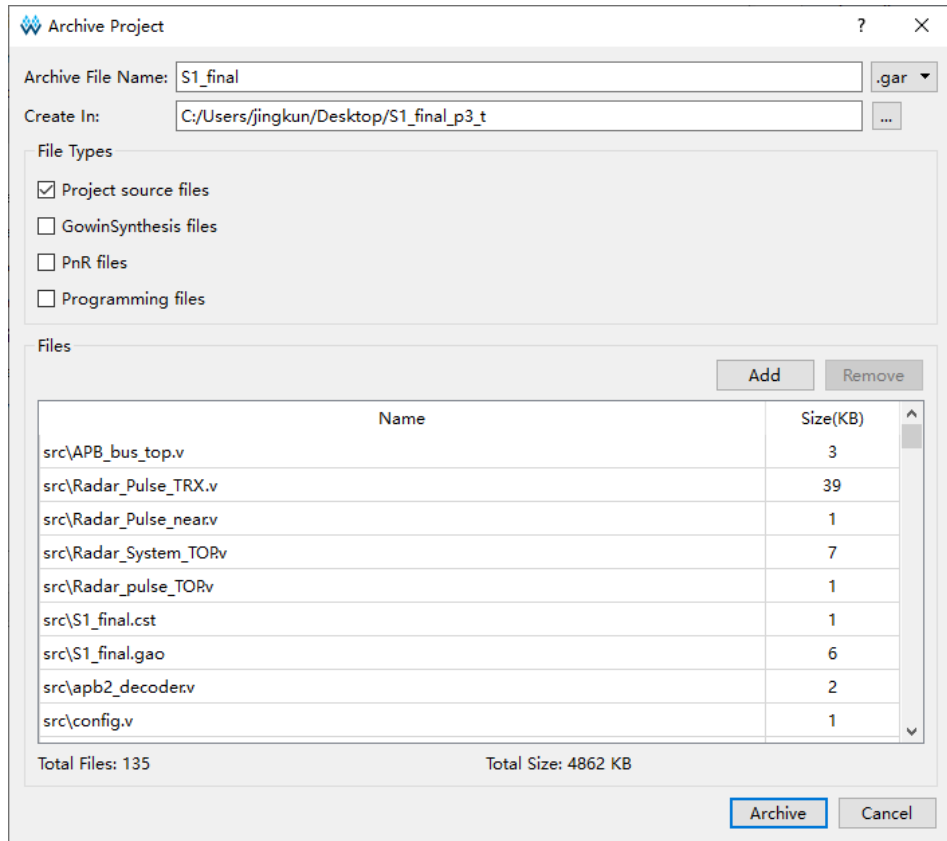 Archive Project
Archive File Name: S1_final .gar
Create In: C:/Users/jingkun/Desktop/S1_final_p3_t ...
File Types
Project source files
GowinSynthesis files
PnR files
Programming files
Files
Add Remove
Name Size(KB)
src\APB_bus_top.v 3
src\Radar_Pulse_TRX.v 39
src\Radar_Pulse_near.v 1
src\Radar_System_TOP.v 7
src\Radar_pulse_TOP.v 1
src\S1_final.cst 1
src\S1_final.gao 6
src\apb2_decoder.v 2
src\config.v 1
Total Files: 135 Total Size: 4862 KB
Archive Cancel